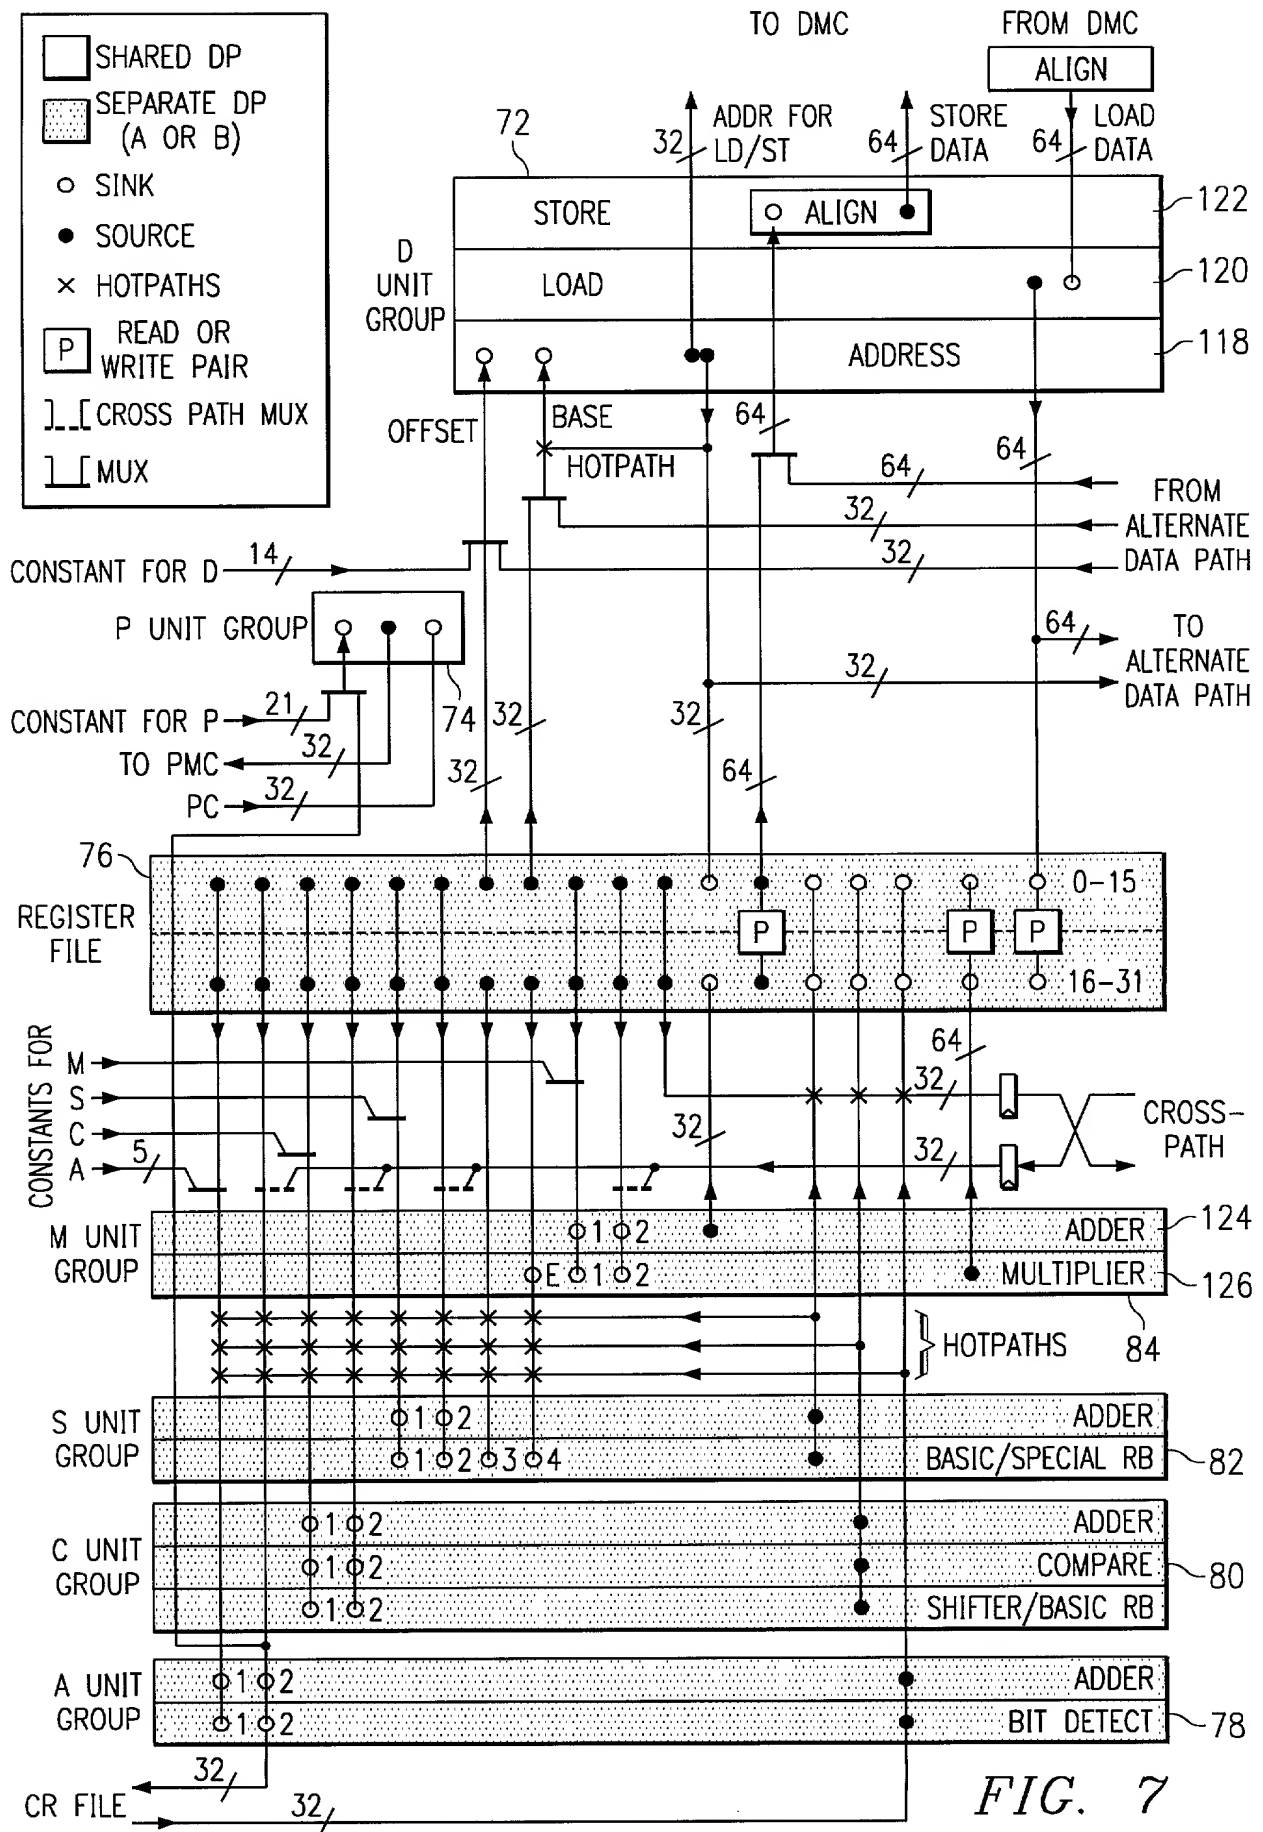 TO DMC
FROM DMC
SHARED DP
SEPARATE DP
(A OR B)
SINK
SOURCE
HOTPATHS
P
READ OR
WRITE PAIR
CROSS PATH MUX
MUX
ALIGN
72
32
ADDR FOR
LD/ST
64
STORE
DATA
64
LOAD
DATA
D
UNIT
GROUP
STORE
ALIGN
122
LOAD
120
ADDRESS
118
OFFSET
BASE
HOTPATH
64
64
64
32
32
FROM
ALTERNATE
DATA PATH
CONSTANT FOR D
14
P UNIT GROUP
74
64
32
TO
ALTERNATE
DATA PATH
CONSTANT FOR P
21
TO PMC
32
PC
32
32
32
32
64
76
REGISTER
FILE
0-15
P
P
P
16-31
CONSTANTS FOR
M
S
C
A
5
64
32
32
32
CROSS-
PATH
M UNIT
GROUP
1
2
ADDER
124
E
1
2
MULTIPLIER
126
84
HOTPATHS
S UNIT
GROUP
1
2
ADDER
1
2
3
4
BASIC/SPECIAL RB
82
C UNIT
GROUP
1
2
ADDER
1
2
COMPARE
80
1
2
SHIFTER/BASIC RB
A UNIT
GROUP
1
2
ADDER
1
2
BIT DETECT
78
CR FILE
32
32
FIG. 7